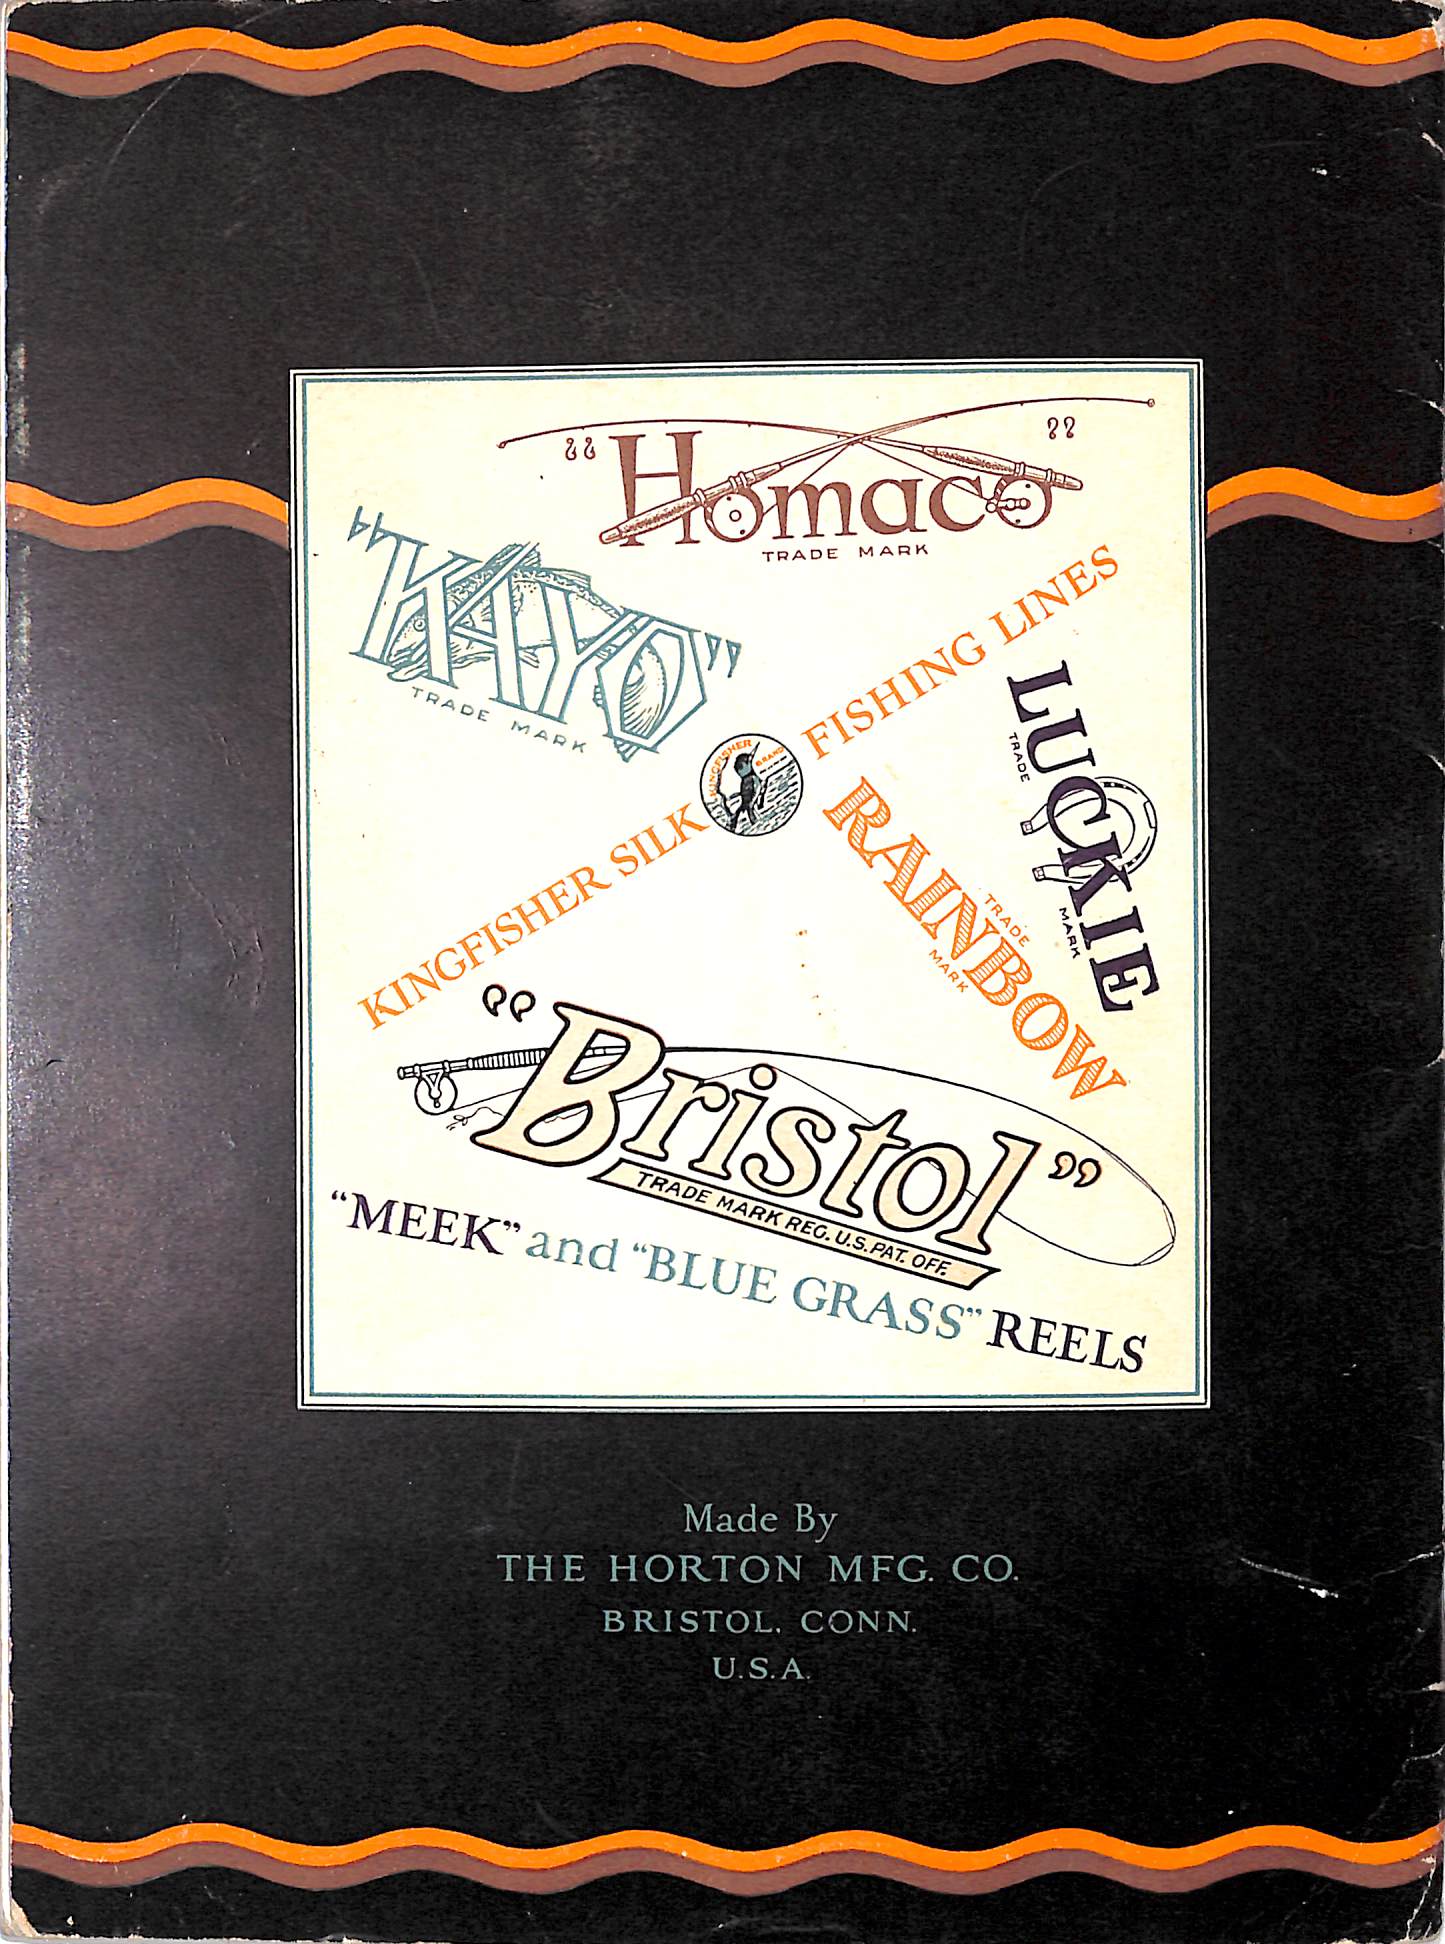 "Homaco"
TRADE MARK
"KAYO"
TRADE MARK
KINGFISHER SILK
KINGFISHER
BRAND
FISHING LINES
LUCKIE
TRADE
MARK
RAINBOW
TRADE
MARK
"Bristol"
TRADE MARK REG. U.S. PAT. OFF.
"MEEK" and "BLUE GRASS" REELS
Made By
THE HORTON MFG. CO.
BRISTOL, CONN.
U.S.A.